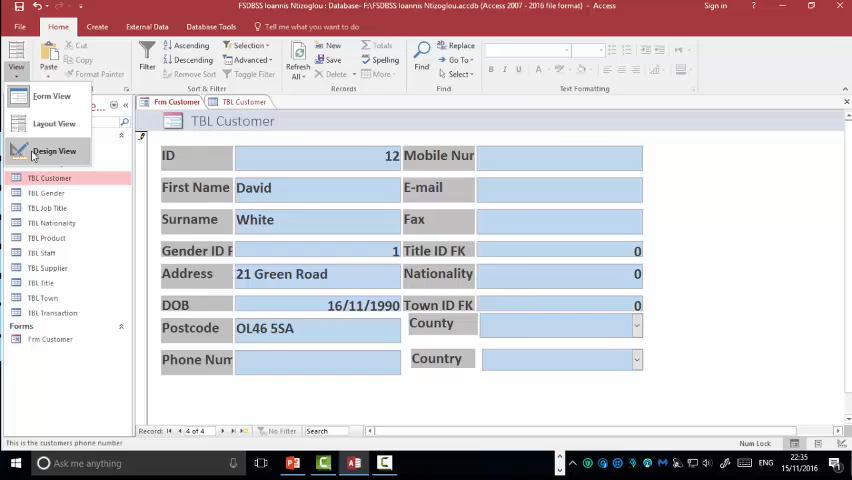 FSDBSS Ioannis Ntizoglou: Database- F:\FSDBSS Ioannis Ntizoglou.accdb (Access 2007 - 2016 file format) - Access
Sign in
File Home Create External Data Database Tools Tell me what you want to do
Cut Ascending Selection New Totals Replace
Copy Descending Advanced Save Spelling Go To
View Paste Format Painter Filter Remove Sort Toggle Filter Refresh All Delete More Find Select
Sort & Filter Records Find Text Formatting
Form View
Layout View
Design View
e...
Frm Customer TBL Customer
TBL Customer
TBL Customer
TBL Gender
TBL Job Title
TBL Nationality
TBL Product
TBL Staff
TBL Supplier
TBL Title
TBL Town
TBL Transaction
Forms
Frm Customer
ID 12 Mobile Nur
First Name David E-mail
Surname White Fax
Gender ID F 1 Title ID FK 0
Address 21 Green Road Nationality 0
DOB 16/11/1990 Town ID FK 0
Postcode OL46 5SA County
Phone Num Country
Record: 4 of 4 No Filter Search
This is the customers phone number
Num Lock
Ask me anything
ENG
22:35
15/11/2016